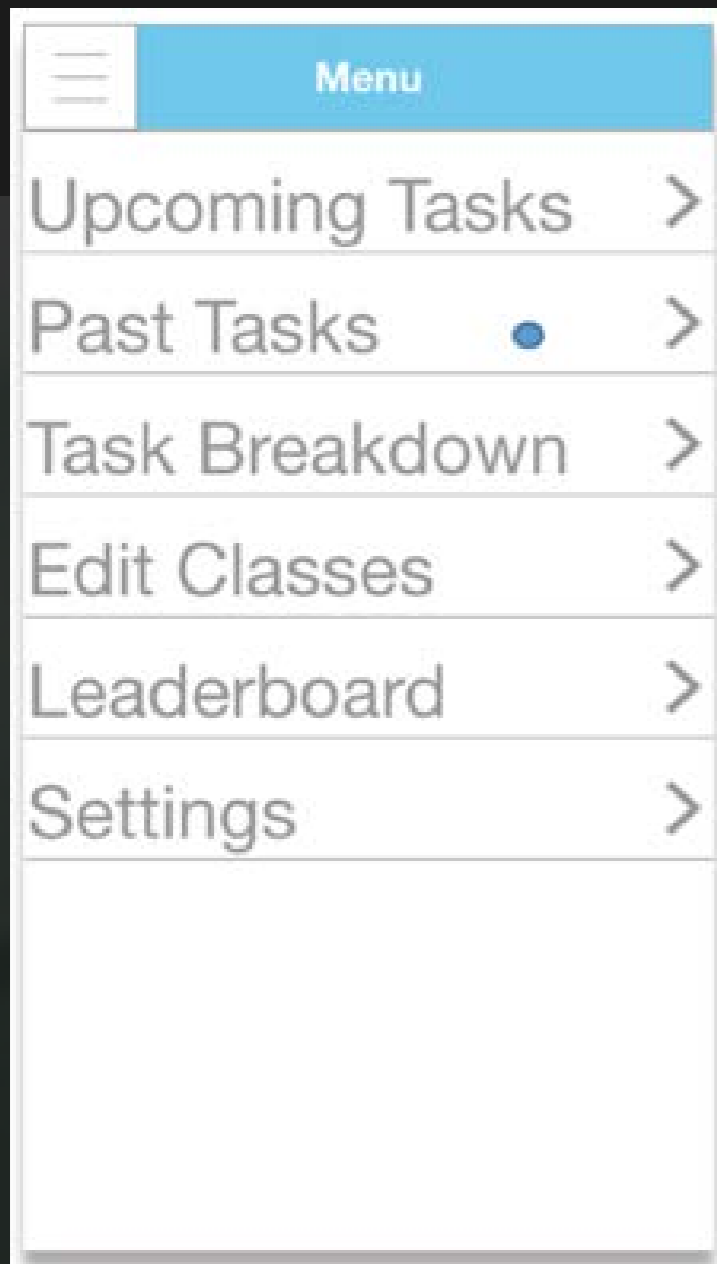 Menu
Upcoming Tasks
Past Tasks
Task Breakdown
Edit Classes
Leaderboard
Settings